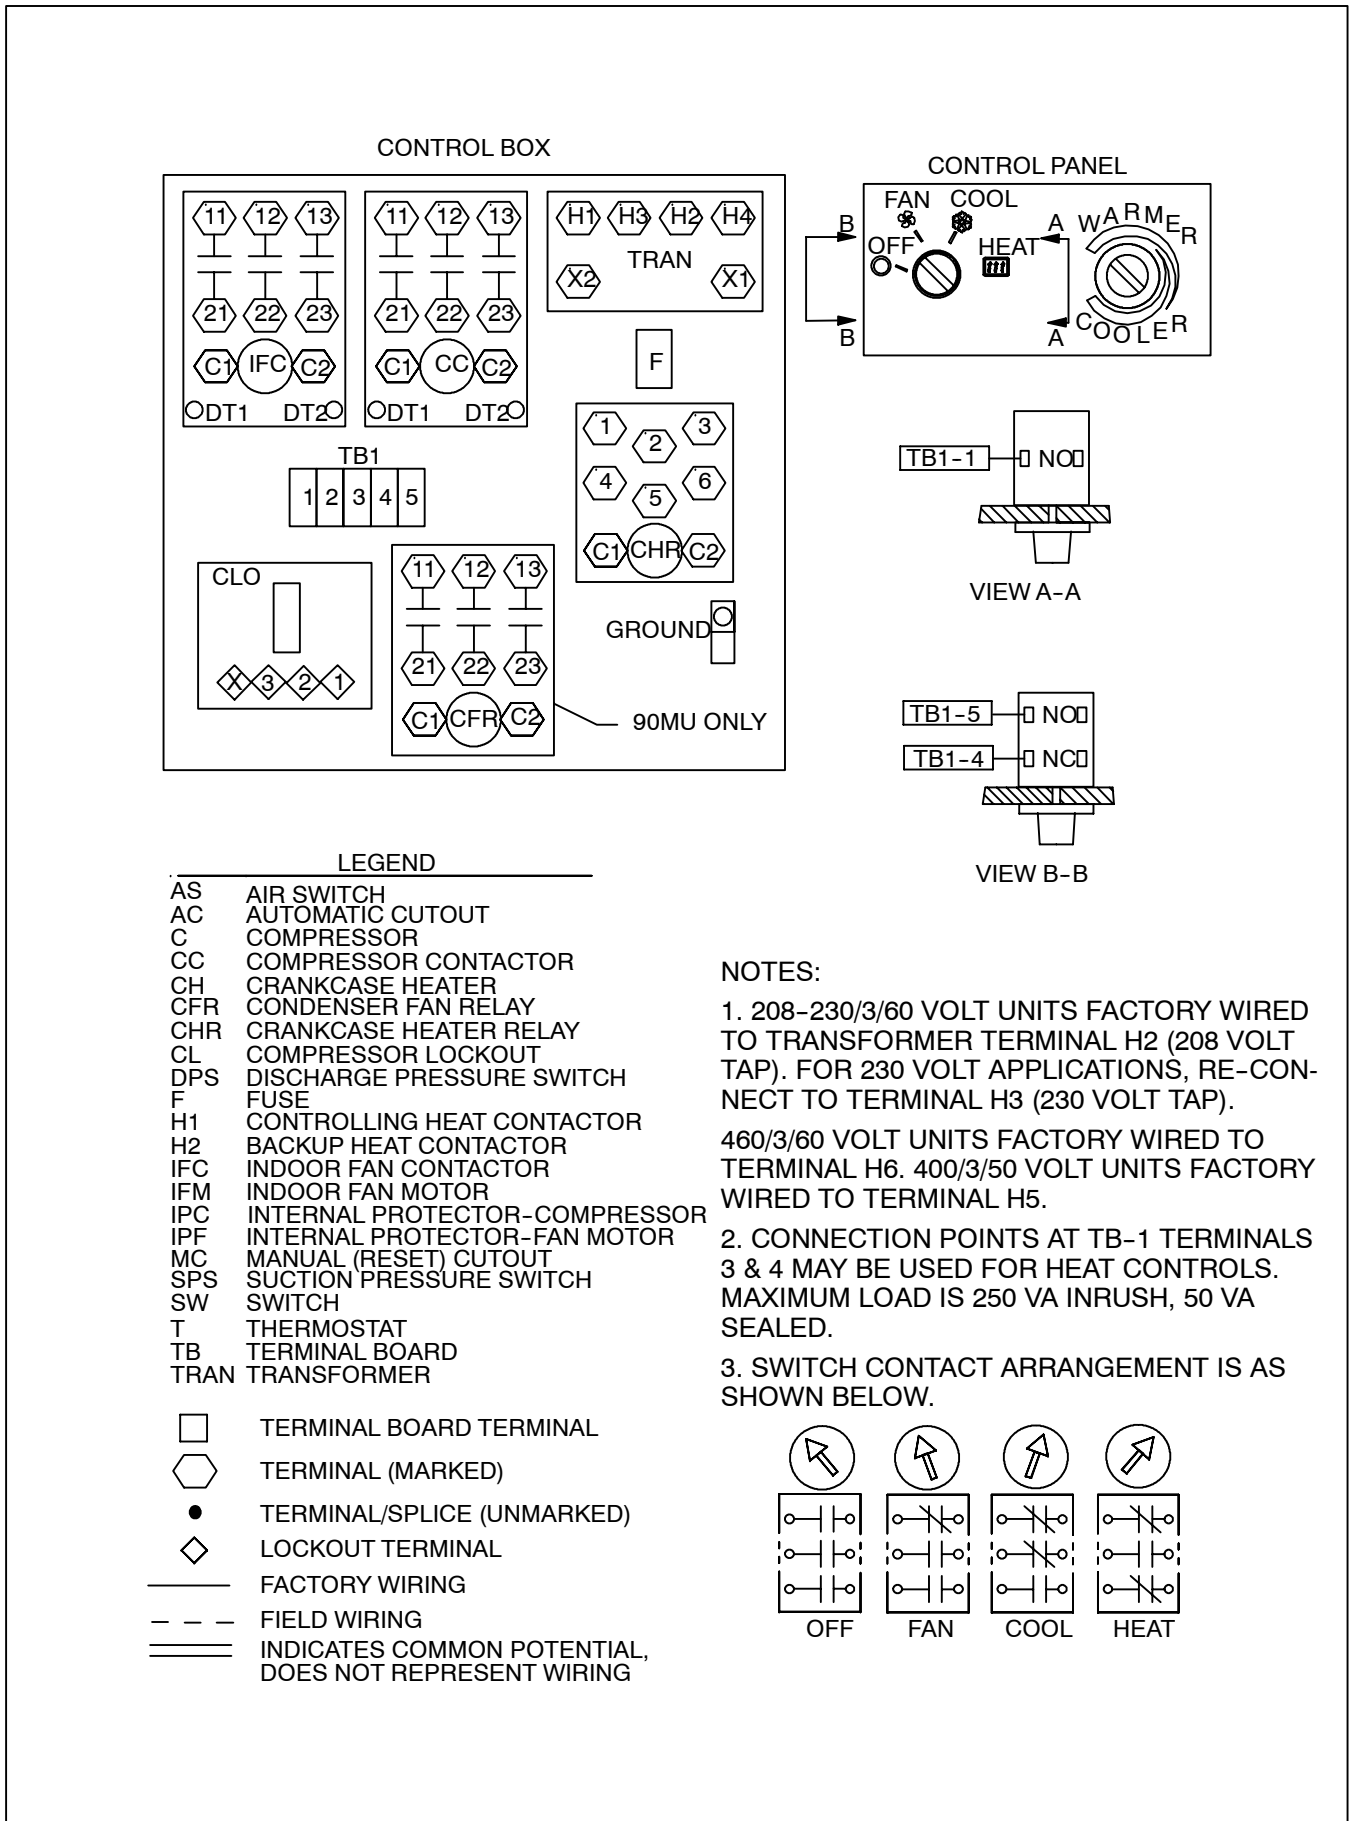 CONTROL BOX
11 12 13
21 22 23
C1 IFC C2
DT1 DT2
11 12 13
21 22 23
C1 CC C2
DT1 DT2
H1 H3 H2 H4
TRAN
X2 X1
F
TB1
1 2 3 4 5
1 2 3
4 5 6
C1 CHR C2
CLO
X 3 2 1
11 12 13
21 22 23
C1 CFR C2
GROUND
90MU ONLY
CONTROL PANEL
FAN COOL
OFF HEAT
B
B
A
A
WARMER
COOLER
TB1-1 NO
VIEW A-A
TB1-5 NO
TB1-4 NC
VIEW B-B
LEGEND
AS AIR SWITCH
AC AUTOMATIC CUTOUT
C COMPRESSOR
CC COMPRESSOR CONTACTOR
CH CRANKCASE HEATER
CFR CONDENSER FAN RELAY
CHR CRANKCASE HEATER RELAY
CL COMPRESSOR LOCKOUT
DPS DISCHARGE PRESSURE SWITCH
F FUSE
H1 CONTROLLING HEAT CONTACTOR
H2 BACKUP HEAT CONTACTOR
IFC INDOOR FAN CONTACTOR
IFM INDOOR FAN MOTOR
IPC INTERNAL PROTECTOR-COMPRESSOR
IPF INTERNAL PROTECTOR-FAN MOTOR
MC MANUAL (RESET) CUTOUT
SPS SUCTION PRESSURE SWITCH
SW SWITCH
T THERMOSTAT
TB TERMINAL BOARD
TRAN TRANSFORMER
TERMINAL BOARD TERMINAL
TERMINAL (MARKED)
TERMINAL/SPLICE (UNMARKED)
LOCKOUT TERMINAL
FACTORY WIRING
FIELD WIRING
INDICATES COMMON POTENTIAL,
DOES NOT REPRESENT WIRING
NOTES:
1. 208-230/3/60 VOLT UNITS FACTORY WIRED
TO TRANSFORMER TERMINAL H2 (208 VOLT
TAP). FOR 230 VOLT APPLICATIONS, RE-CON-
NECT TO TERMINAL H3 (230 VOLT TAP).
460/3/60 VOLT UNITS FACTORY WIRED TO
TERMINAL H6. 400/3/50 VOLT UNITS FACTORY
WIRED TO TERMINAL H5.
2. CONNECTION POINTS AT TB-1 TERMINALS
3 & 4 MAY BE USED FOR HEAT CONTROLS.
MAXIMUM LOAD IS 250 VA INRUSH, 50 VA
SEALED.
3. SWITCH CONTACT ARRANGEMENT IS AS
SHOWN BELOW.
OFF FAN COOL HEAT